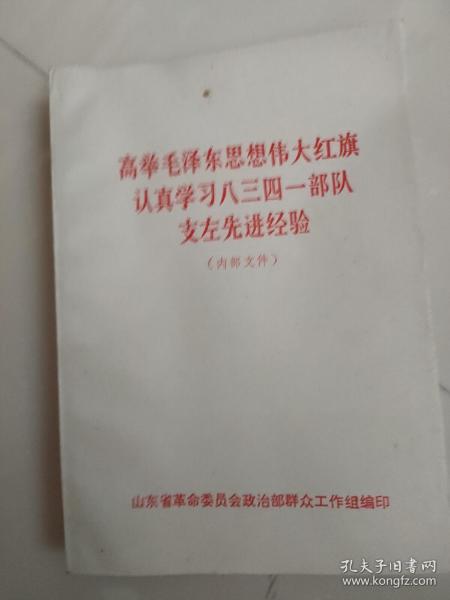 高举毛泽东思想伟大红旗
认真学习八三四一部队
支左先进经验
（内部文件）
山东省革命委员会政治部群众工作组编印
孔夫子旧书网
www.kongfz.com